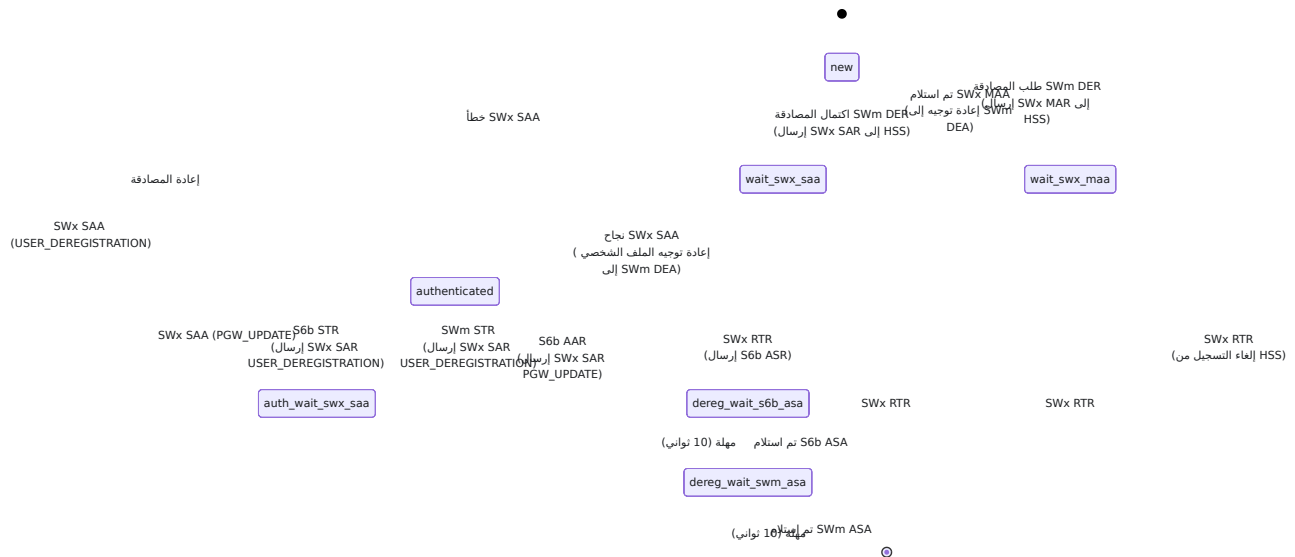 new
SWm DER طلب المصادقة
(إرسال SWx MAR إلى
HSS)
تم استلام SWx MAA
(إعادة توجيه إلى SWm
DEA)
SWm DER اكتمال المصادقة
(إرسال SWx SAR إلى HSS)
خطأ SWx SAA
wait_swx_saa
wait_swx_maa
إعادة المصادقة
SWx SAA
(USER_DEREGISTRATION)
نجاح SWx SAA
( إعادة توجيه الملف الشخصي
إلى SWm DEA)
authenticated
SWx SAA (PGW_UPDATE)
S6b STR
(إرسال SWx SAR
USER_DEREGISTRATION)
SWm STR
(إرسال SWx SAR
USER_DEREGISTRATION)
S6b AAR
(إرسال SWx SAR
PGW_UPDATE)
SWx RTR
(إرسال S6b ASR)
SWx RTR
(إلغاء التسجيل من HSS)
auth_wait_swx_saa
dereg_wait_s6b_asa
SWx RTR
SWx RTR
مهلة (10 ثواني)
تم استلام S6b ASA
dereg_wait_swm_asa
مهلة (10 ثواني)
تم استلام SWm ASA